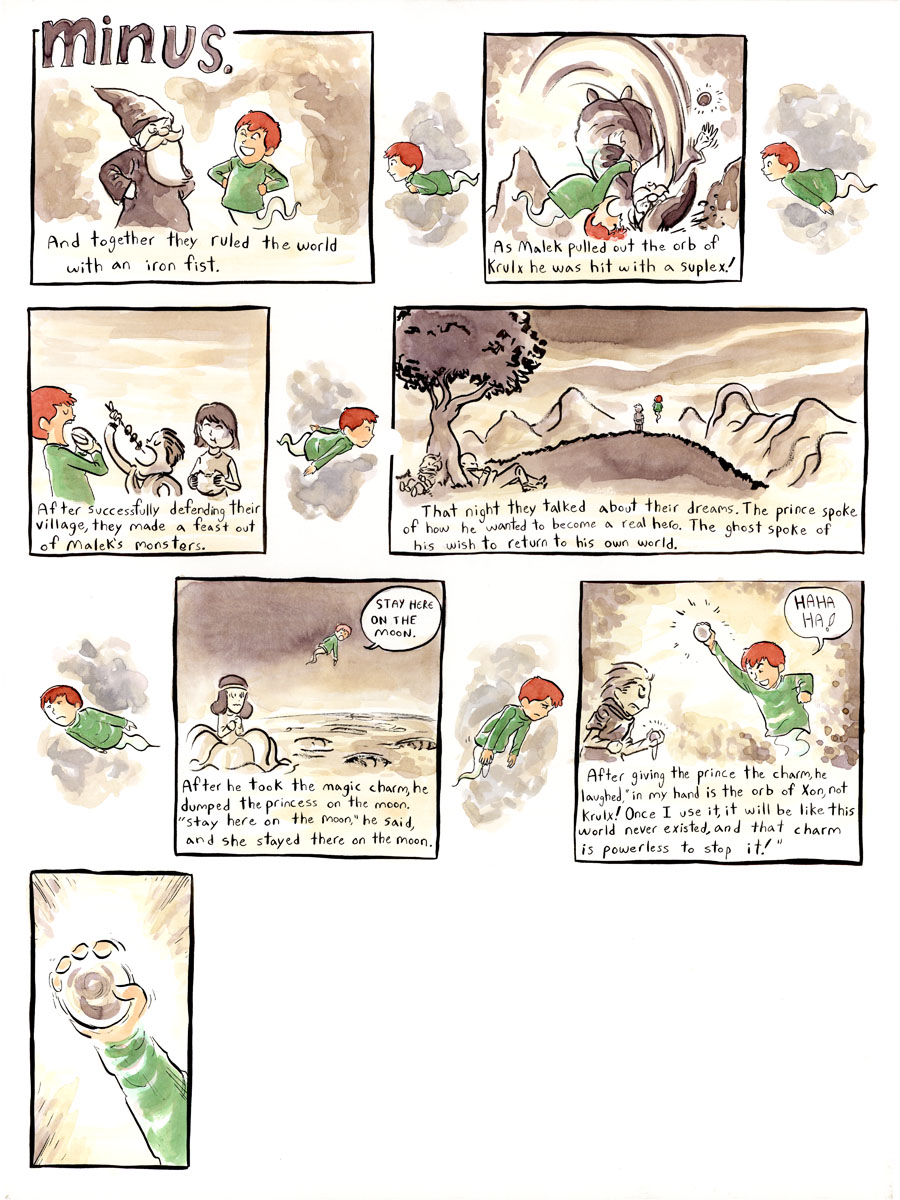 minus.
And together they ruled the world
with an iron fist.
As Malek pulled out the orb of
Krulx he was hit with a suplex!
After successfully defending their
village, they made a feast out
of Malek's monsters.
That night they talked about their dreams. The prince spoke
of how he wanted to become a real hero. The ghost spoke of
his wish to return to his own world.
STAY HERE
ON THE
MOON.
After he took the magic charm, he
dumped the princess on the moon.
"stay here on the moon," he said,
and she stayed there on the moon.
HAHA
HA!
After giving the prince the charm, he
laughed, "in my hand is the orb of Xon, not
Krulx! Once I use it, it will be like this
world never existed, and that charm
is powerless to stop it!"